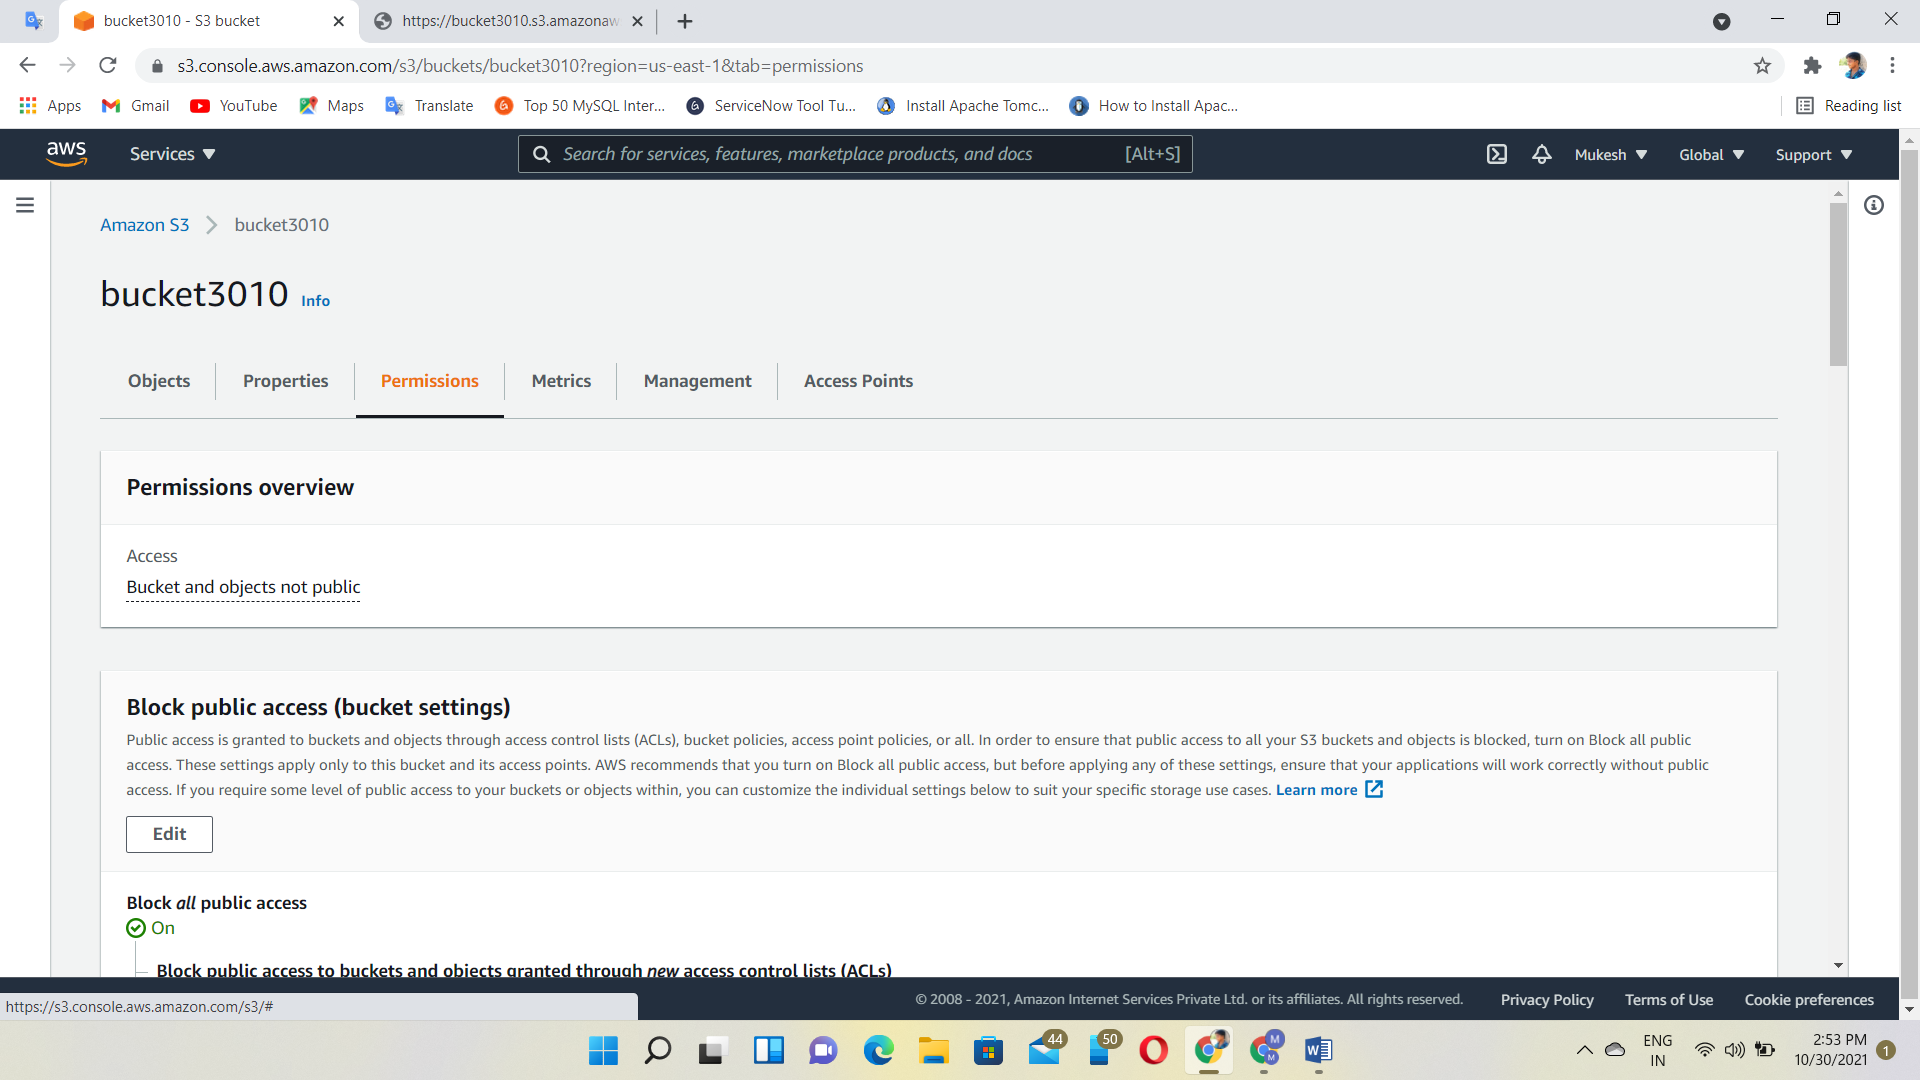 bucket3010 - S3 bucket
https://bucket3010.s3.amazonaw
s3.console.aws.amazon.com/s3/buckets/bucket3010?region=us-east-1&tab=permissions
Apps Gmail YouTube Maps Translate Top 50 MySQL Inter... ServiceNow Tool Tu... Install Apache Tomc... How to Install Apac... Reading list
aws Services Search for services, features, marketplace products, and docs [Alt+S] Mukesh Global Support
Amazon S3 bucket3010
bucket3010 Info
Objects Properties Permissions Metrics Management Access Points
Permissions overview
Access
Bucket and objects not public
Block public access (bucket settings)
Public access is granted to buckets and objects through access control lists (ACLs), bucket policies, access point policies, or all. In order to ensure that public access to all your S3 buckets and objects is blocked, turn on Block all public
access. These settings apply only to this bucket and its access points. AWS recommends that you turn on Block all public access, but before applying any of these settings, ensure that your applications will work correctly without public
access. If you require some level of public access to your buckets or objects within, you can customize the individual settings below to suit your specific storage use cases. Learn more
Edit
Block all public access
On
Block public access to buckets and objects granted through new access control lists (ACLs)
https://s3.console.aws.amazon.com/s3/#
© 2008 - 2021, Amazon Internet Services Private Ltd. or its affiliates. All rights reserved. Privacy Policy Terms of Use Cookie preferences
44 50 M M W
ENG
IN
2:53 PM
10/30/2021
1